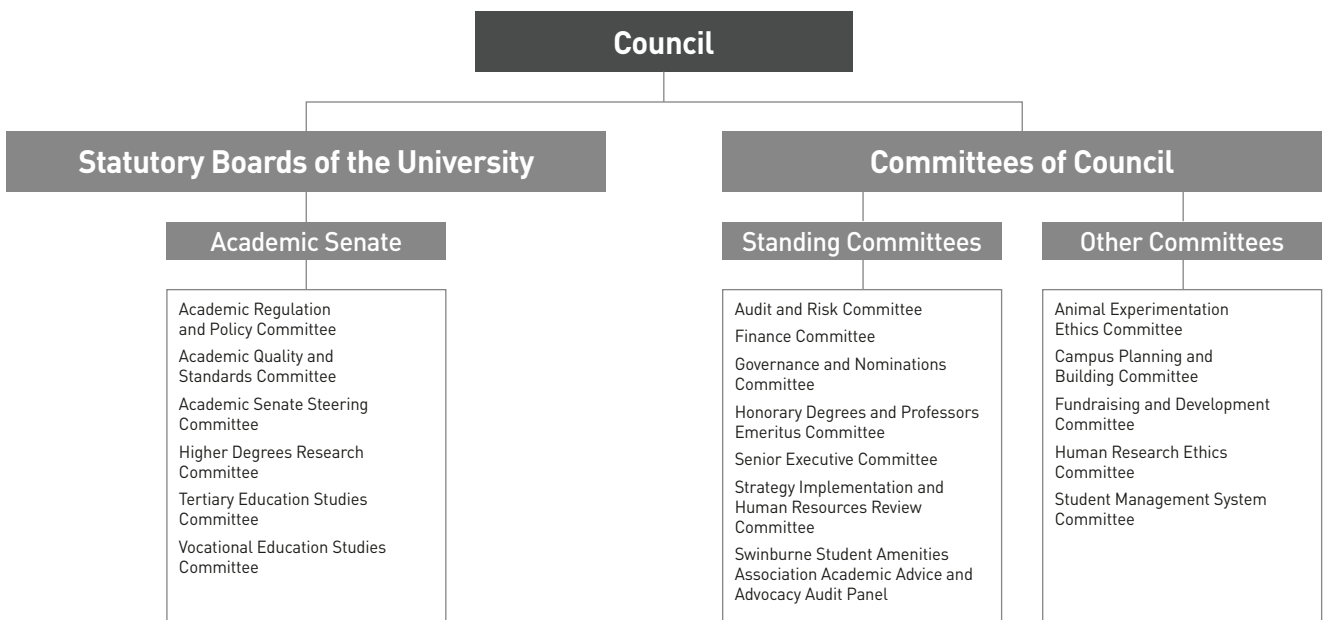 Council
Statutory Boards of the University
Committees of Council
Academic Senate
Standing Committees
Other Committees
Academic Regulation
and Policy Committee
Academic Quality and
Standards Committee
Academic Senate Steering
Committee
Higher Degrees Research
Committee
Tertiary Education Studies
Committee
Vocational Education Studies
Committee
Audit and Risk Committee
Finance Committee
Governance and Nominations
Committee
Honorary Degrees and Professors
Emeritus Committee
Senior Executive Committee
Strategy Implementation and
Human Resources Review
Committee
Swinburne Student Amenities
Association Academic Advice and
Advocacy Audit Panel
Animal Experimentation
Ethics Committee
Campus Planning and
Building Committee
Fundraising and Development
Committee
Human Research Ethics
Committee
Student Management System
Committee